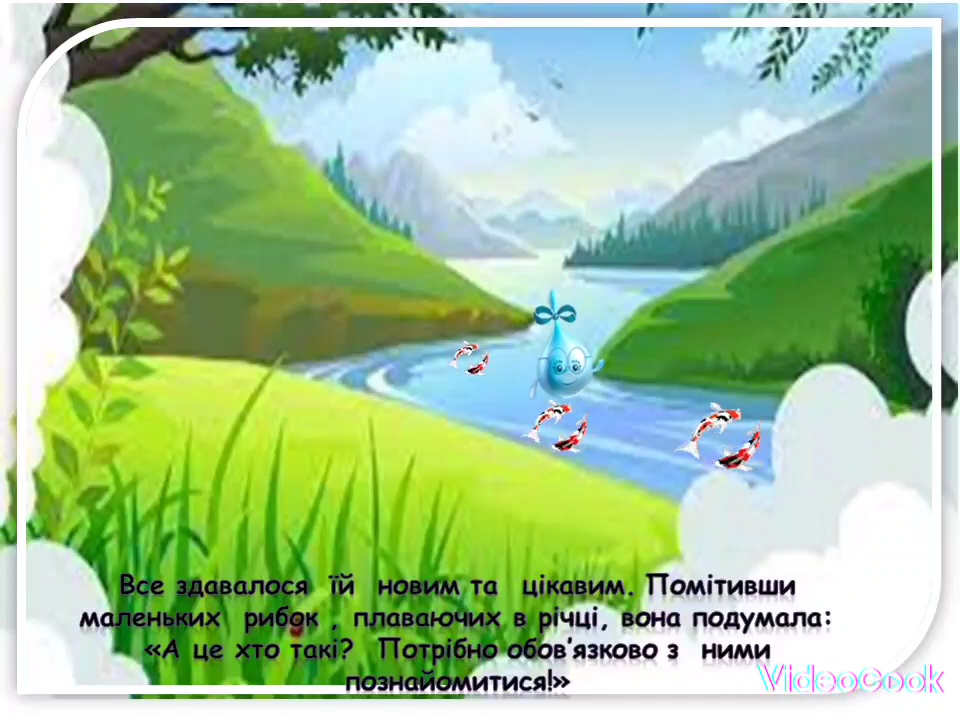 Все здавалося їй новим та цікавим. Помітивши
маленьких рибок , плаваючих в річці, вона подумала:
«А це хто такі? Потрібно обов’язково з ними
познайомитися!»
VideoCook